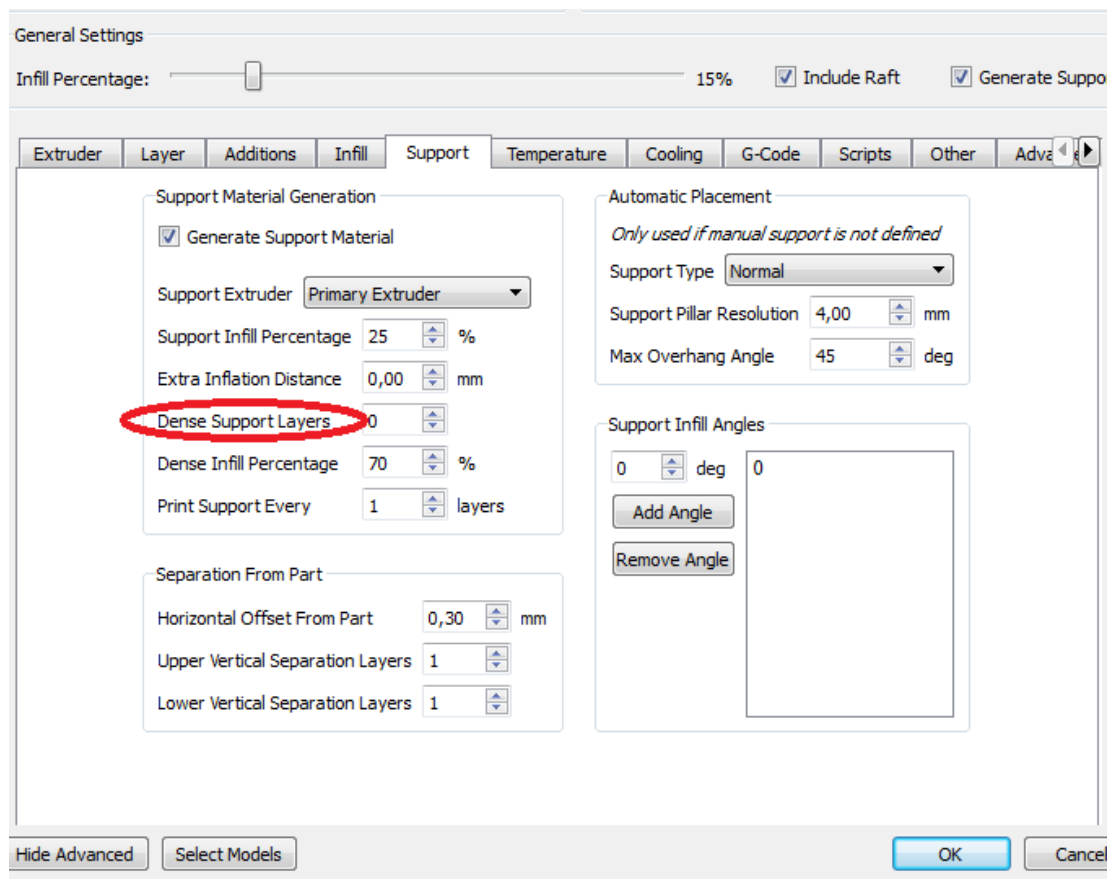 General Settings
Infill Percentage: 15% Include Raft Generate Suppo
Extruder Layer Additions Infill Support Temperature Cooling G-Code Scripts Other Adva
Support Material Generation
Generate Support Material
Support Extruder Primary Extruder
Support Infill Percentage 25 %
Extra Inflation Distance 0,00 mm
Dense Support Layers 0
Dense Infill Percentage 70 %
Print Support Every 1 layers
Separation From Part
Horizontal Offset From Part 0,30 mm
Upper Vertical Separation Layers 1
Lower Vertical Separation Layers 1
Automatic Placement
Only used if manual support is not defined
Support Type Normal
Support Pillar Resolution 4,00 mm
Max Overhang Angle 45 deg
Support Infill Angles
0 deg 0
Add Angle
Remove Angle
Hide Advanced Select Models OK Cancel